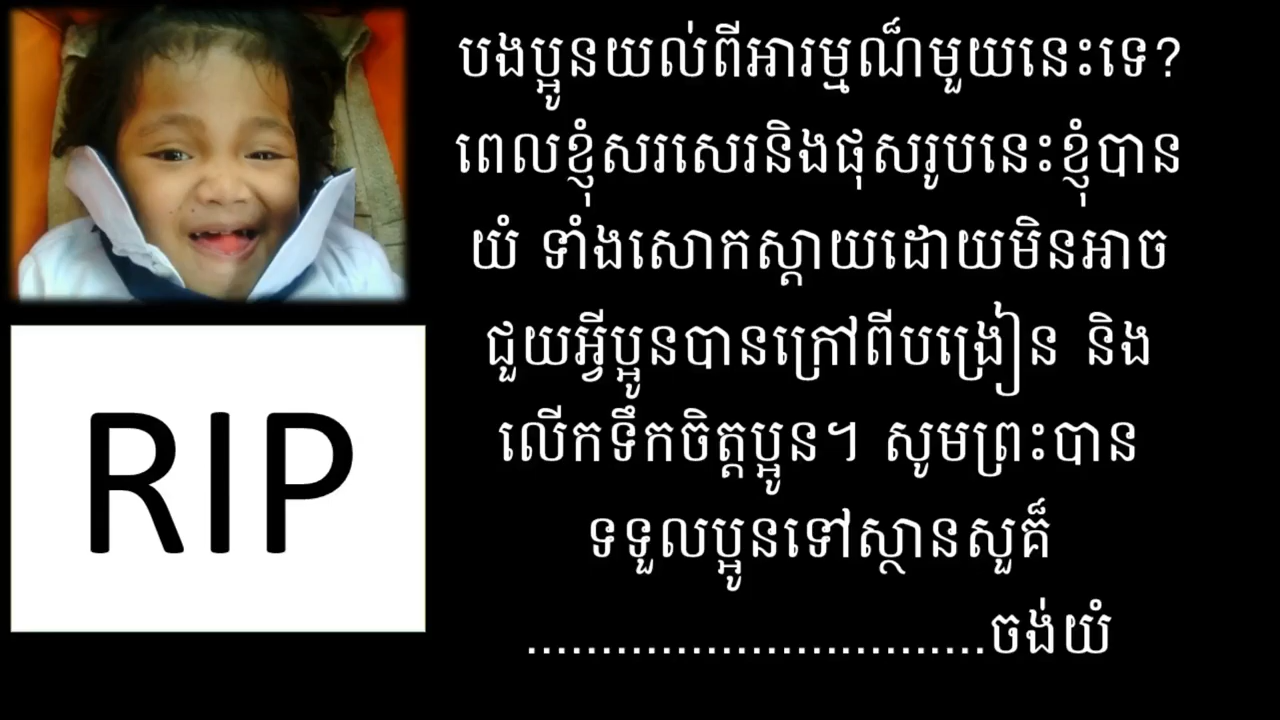 បងប្អូនយល់ពីអារម្មណ៏មួយនេះទេ?
ពេលខ្ញុំសរសេរនិងផុសរូបនេះខ្ញុំបាន
យំ ទាំងសោកស្ដាយដោយមិនអាច
ជួយអ្វីប្អូនបានក្រៅពីបង្រៀន និង
លើកទឹកចិត្តប្អូន។ សូមព្រះបាន
ទទួលប្អូនទៅស្ថានសួគ៌
...............................ចង់យំ
RIP